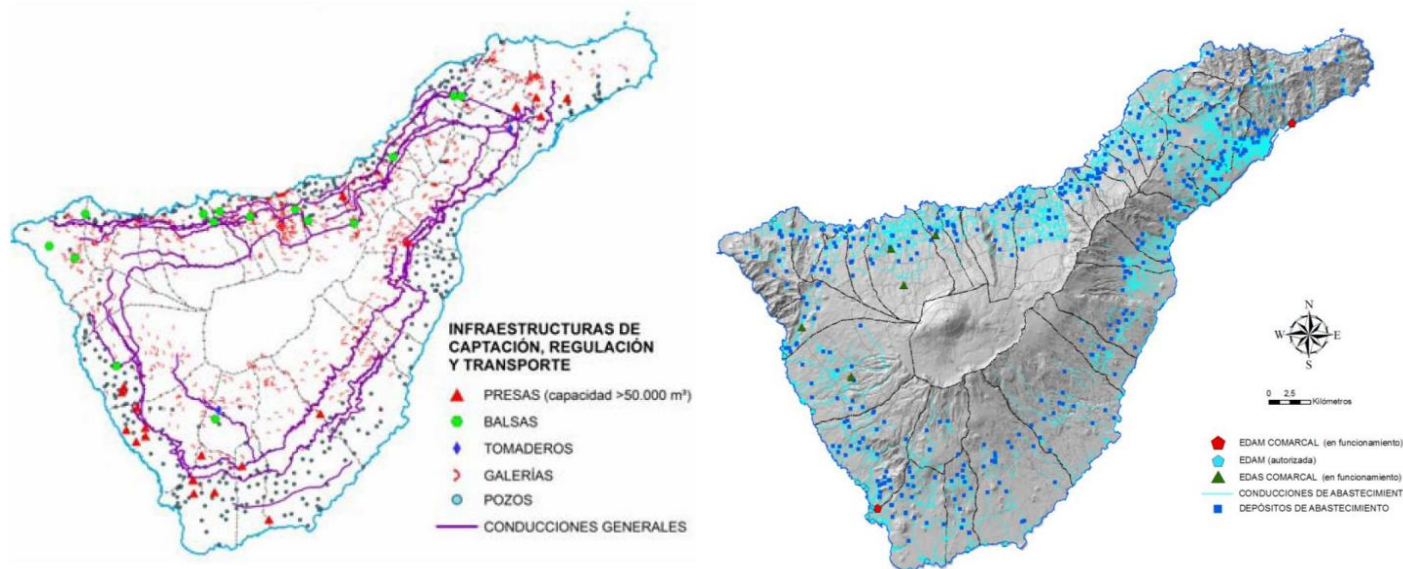 INFRAESTRUCTURAS DE
CAPTACIÓN, REGULACIÓN
Y TRANSPORTE
PRESAS (capacidad >50.000 m³)
BALSAS
TOMADEROS
GALERÍAS
POZOS
CONDUCCIONES GENERALES
N
W E
S
0 2,5
Kilómetros
EDAM COMARCAL (en funcionamiento)
EDAM (autorizada)
EDAS COMARCAL (en funcionamiento)
CONDUCCIONES DE ABASTECIMIENT
DEPÓSITOS DE ABASTECIMIENTO